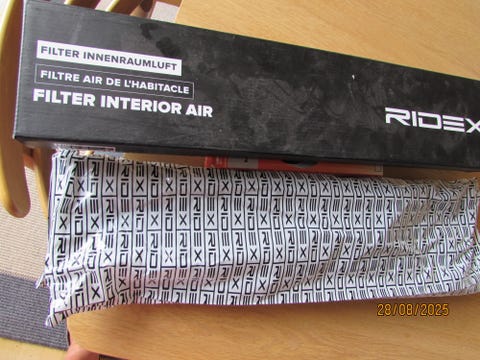 FILTER INNENRAUMLUFT
FILTRE AIR DE L'HABITACLE
FILTER INTERIOR AIR
RIDEX
28/08/2025